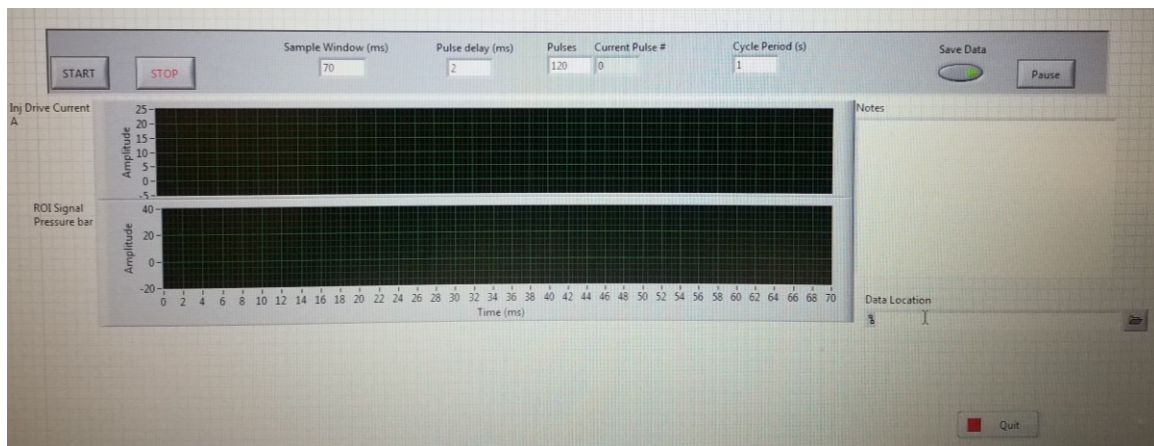 Sample Window (ms) Pulse delay (ms) Pulses Current Pulse # Cycle Period (s) Save Data
START STOP 70 2 120 0 1 Pause
Inj Drive Current
A
Amplitude
25
20
15
10
5
0
-5
ROI Signal
Pressure bar
Amplitude
40
20
0
-20
0 2 4 6 8 10 12 14 16 18 20 22 24 26 28 30 32 34 36 38 40 42 44 46 48 50 52 54 56 58 60 62 64 66 68 70
Time (ms)
Notes
Data Location
Quit